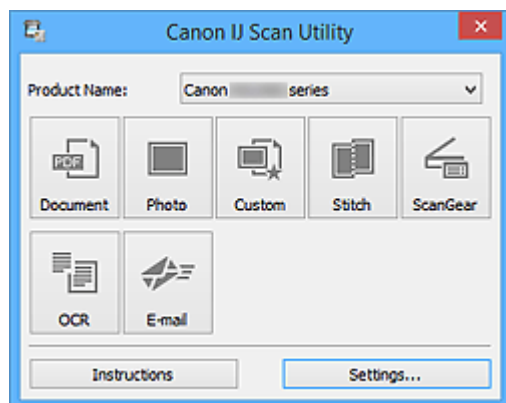 Canon IJ Scan Utility
Product Name: Canon series
PDF
Document Photo Custom Stitch ScanGear
OCR E-mail
Instructions Settings...